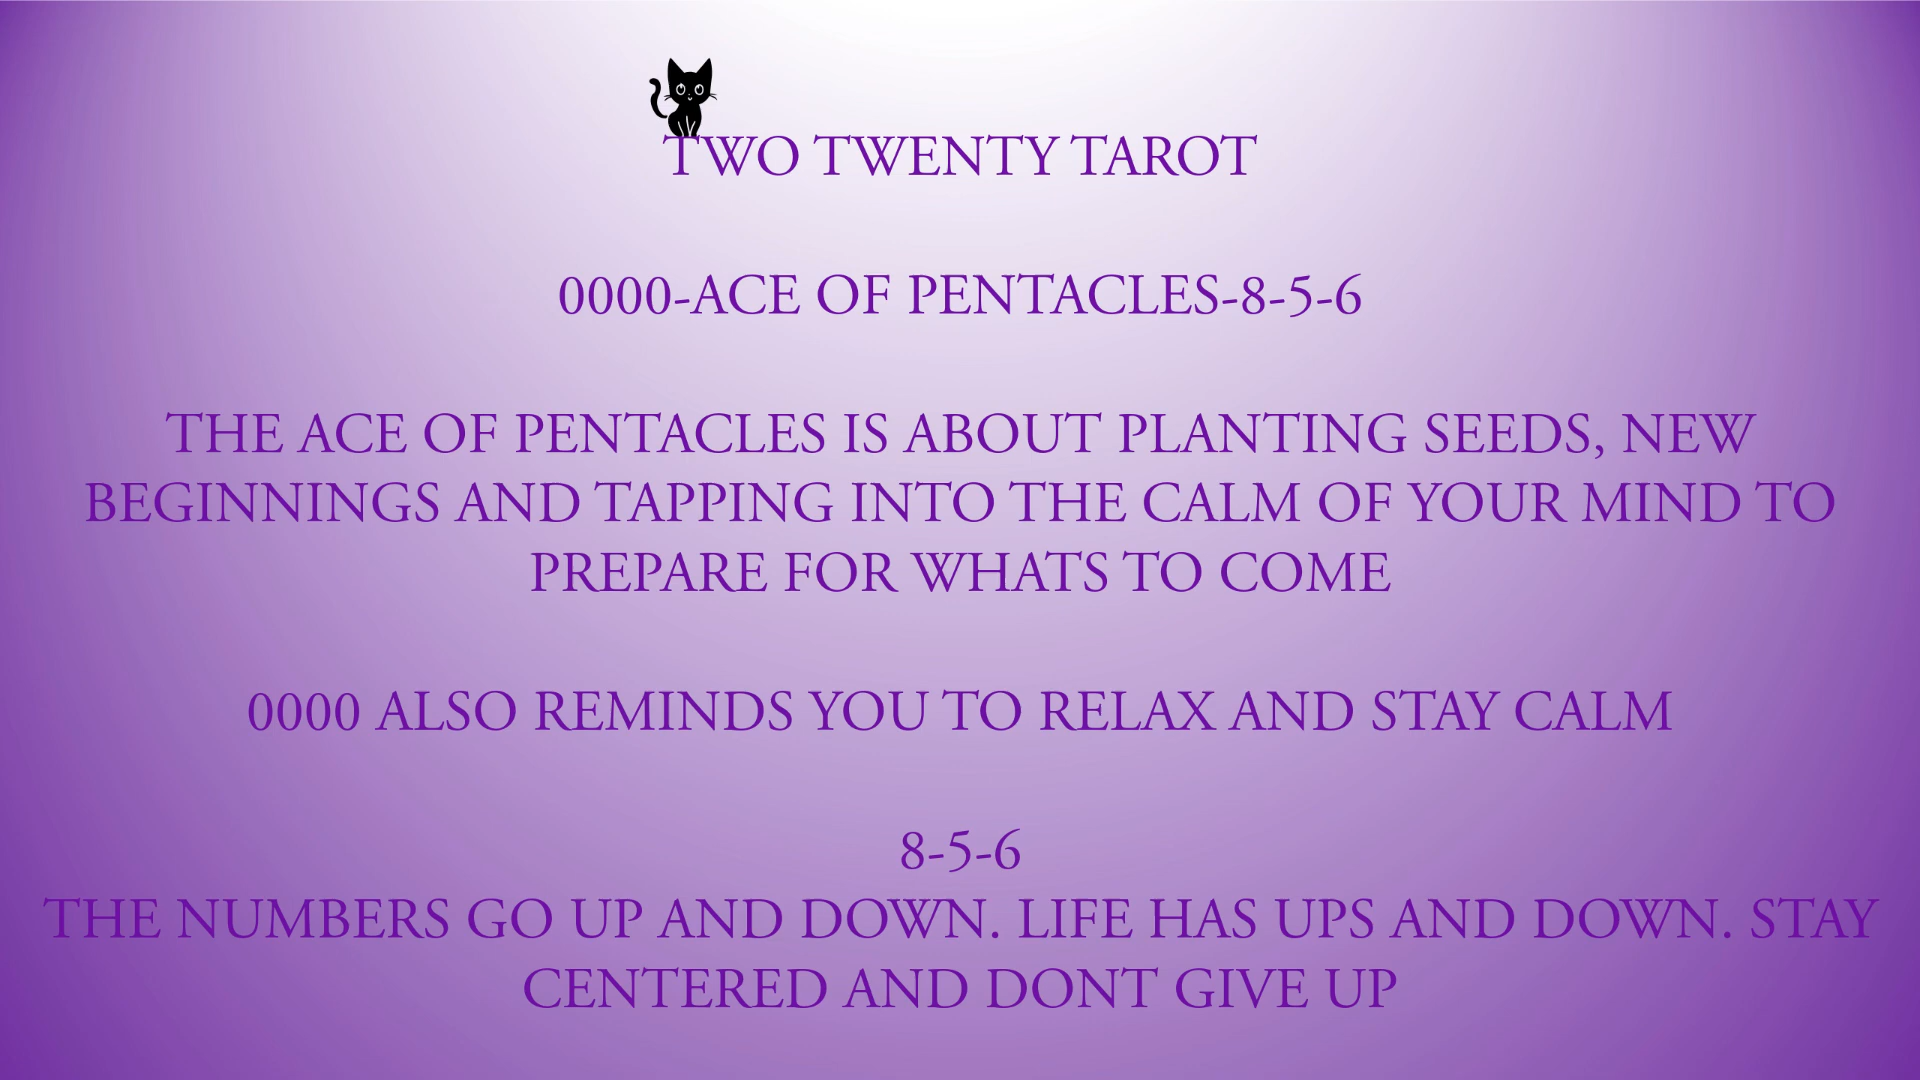 TWO TWENTY TAROT
0000-ACE OF PENTACLES-8-5-6
THE ACE OF PENTACLES IS ABOUT PLANTING SEEDS, NEW
BEGINNINGS AND TAPPING INTO THE CALM OF YOUR MIND TO
PREPARE FOR WHATS TO COME
0000 ALSO REMINDS YOU TO RELAX AND STAY CALM
8-5-6
THE NUMBERS GO UP AND DOWN. LIFE HAS UPS AND DOWN. STAY
CENTERED AND DONT GIVE UP